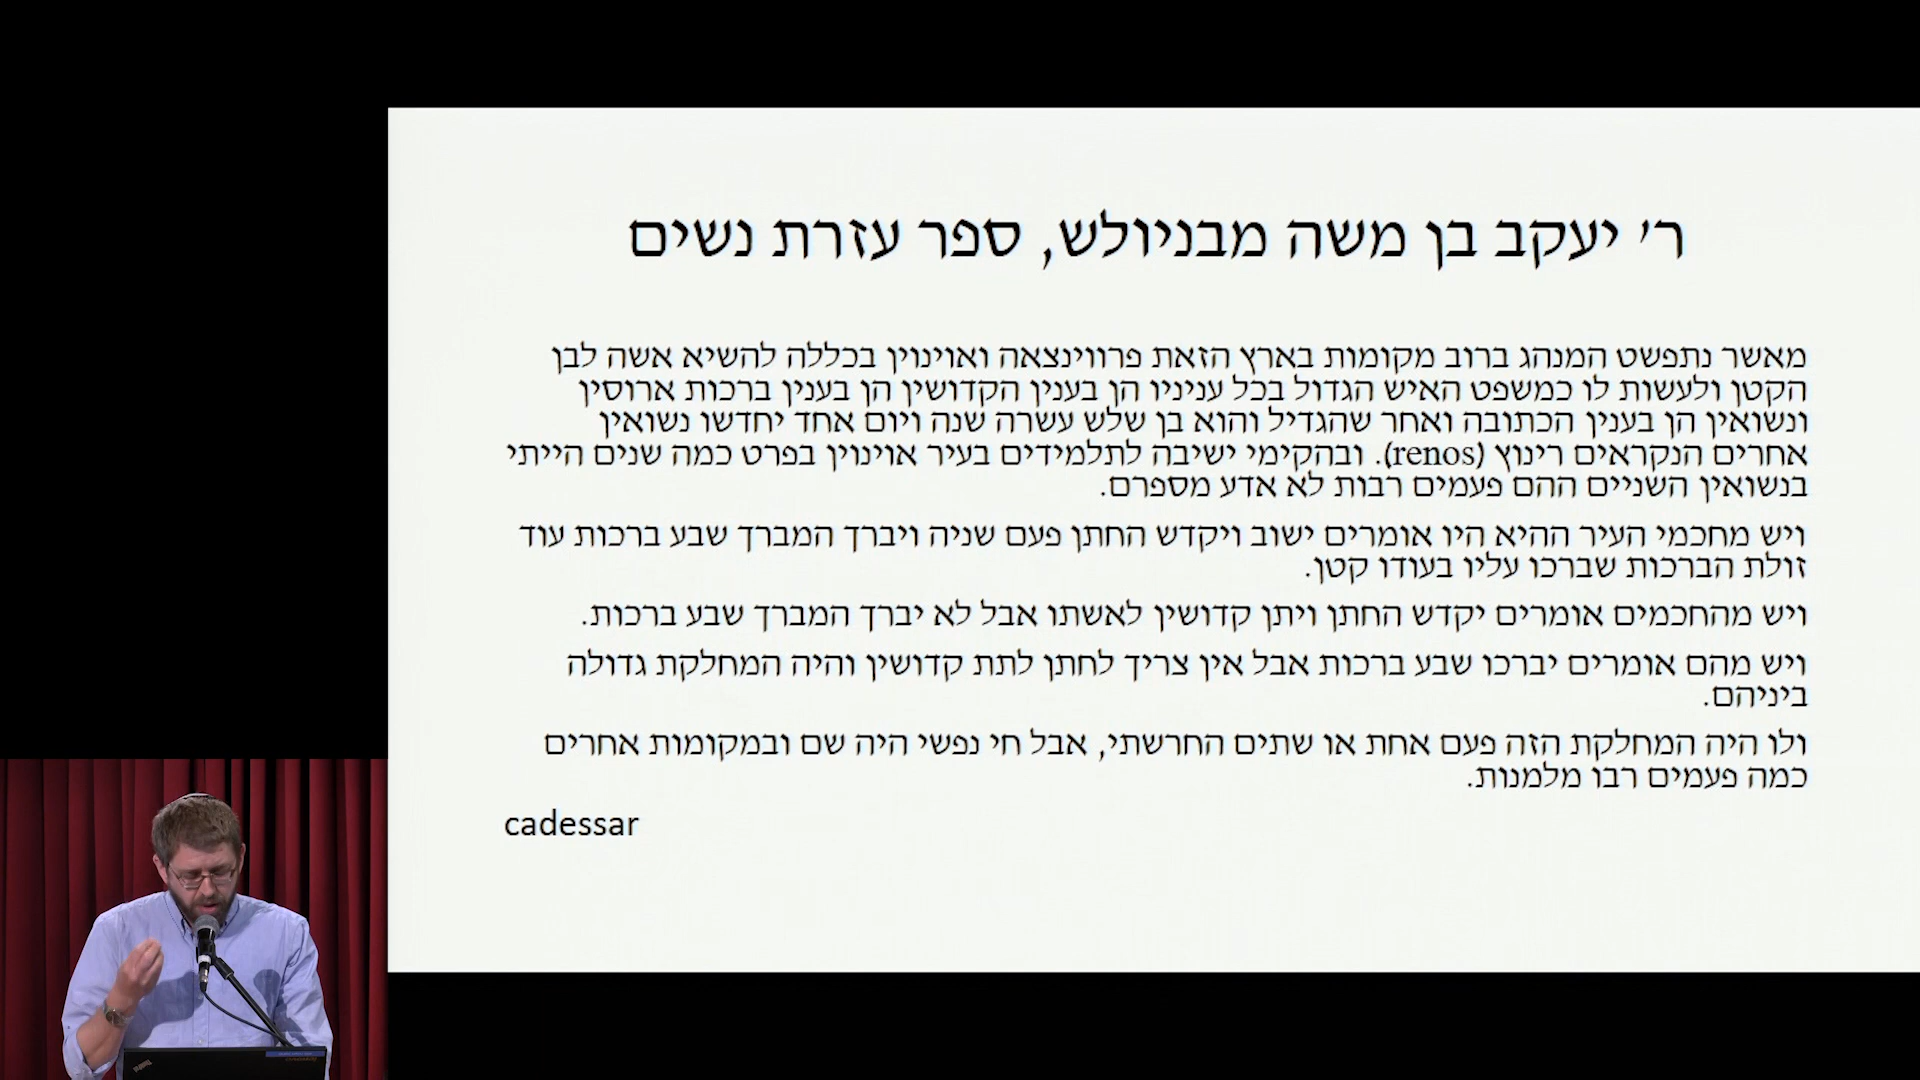 ר׳ יעקב בן משה מבניולש, ספר עזרת נשים
מאשר נתפשט המנהג ברוב מקומות בארץ הזאת פרווינצאה ואוינוין בכללה להשיא אשה לבן
הקטן ולעשות לו כמשפט האיש הגדול בכל עניניו הן בענין הקדושין הן בענין ברכות ארוסין
ונשואין הן בענין הכתובה ואחר שהגדיל והוא בן שלש עשרה שנה ויום אחד יחדשו נשואין
אחרים הנקראים רינוץ (renos). ובהקימי ישיבה לתלמידים בעיר אוינוין בפרט כמה שנים הייתי
בנשואין השניים ההם פעמים רבות לא אדע מספרם.
ויש מחכמי העיר ההיא היו אומרים ישוב ויקדש החתן פעם שניה ויברך המברך שבע ברכות עוד
זולת הברכות שברכו עליו בעודו קטן.
ויש מהחכמים אומרים יקדש החתן ויתן קדושין לאשתו אבל לא יברך המברך שבע ברכות.
ויש מהם אומרים יברכו שבע ברכות אבל אין צריך לחתן לתת קדושין והיה המחלקת גדולה
ביניהם.
ולו היה המחלקת הזה פעם אחת או שתים החרשתי, אבל חי נפשי היה שם ובמקומות אחרים
כמה פעמים רבו מלמנות.
cadessar